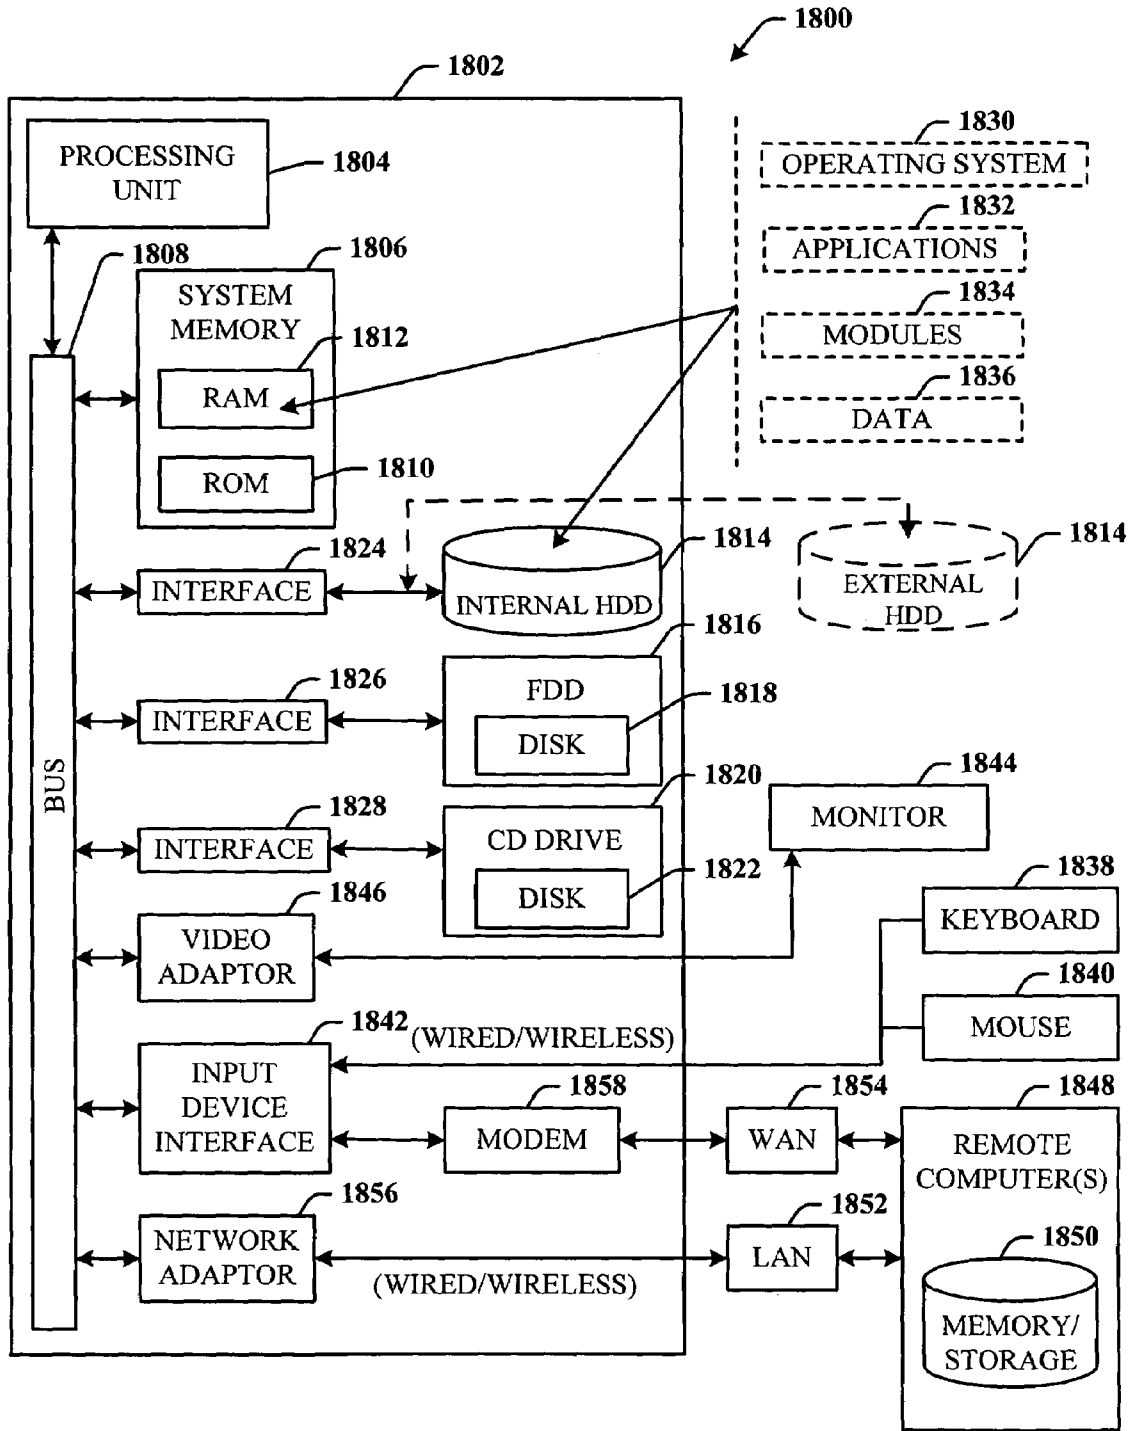 1800
1802
PROCESSING
UNIT
1804
1830
OPERATING SYSTEM
1832
APPLICATIONS
1834
MODULES
1836
DATA
1808
1806
SYSTEM
MEMORY
1812
RAM
1810
ROM
1824
INTERFACE
1814
INTERNAL HDD
1814
EXTERNAL
HDD
1816
FDD
1818
DISK
1826
INTERFACE
BUS
1820
CD DRIVE
1822
DISK
1828
INTERFACE
1844
MONITOR
1846
VIDEO
ADAPTOR
1838
KEYBOARD
1840
MOUSE
1842
(WIRED/WIRELESS)
INPUT
DEVICE
INTERFACE
1858
MODEM
1854
WAN
1848
REMOTE
COMPUTER(S)
1856
NETWORK
ADAPTOR
(WIRED/WIRELESS)
1852
LAN
1850
MEMORY/
STORAGE